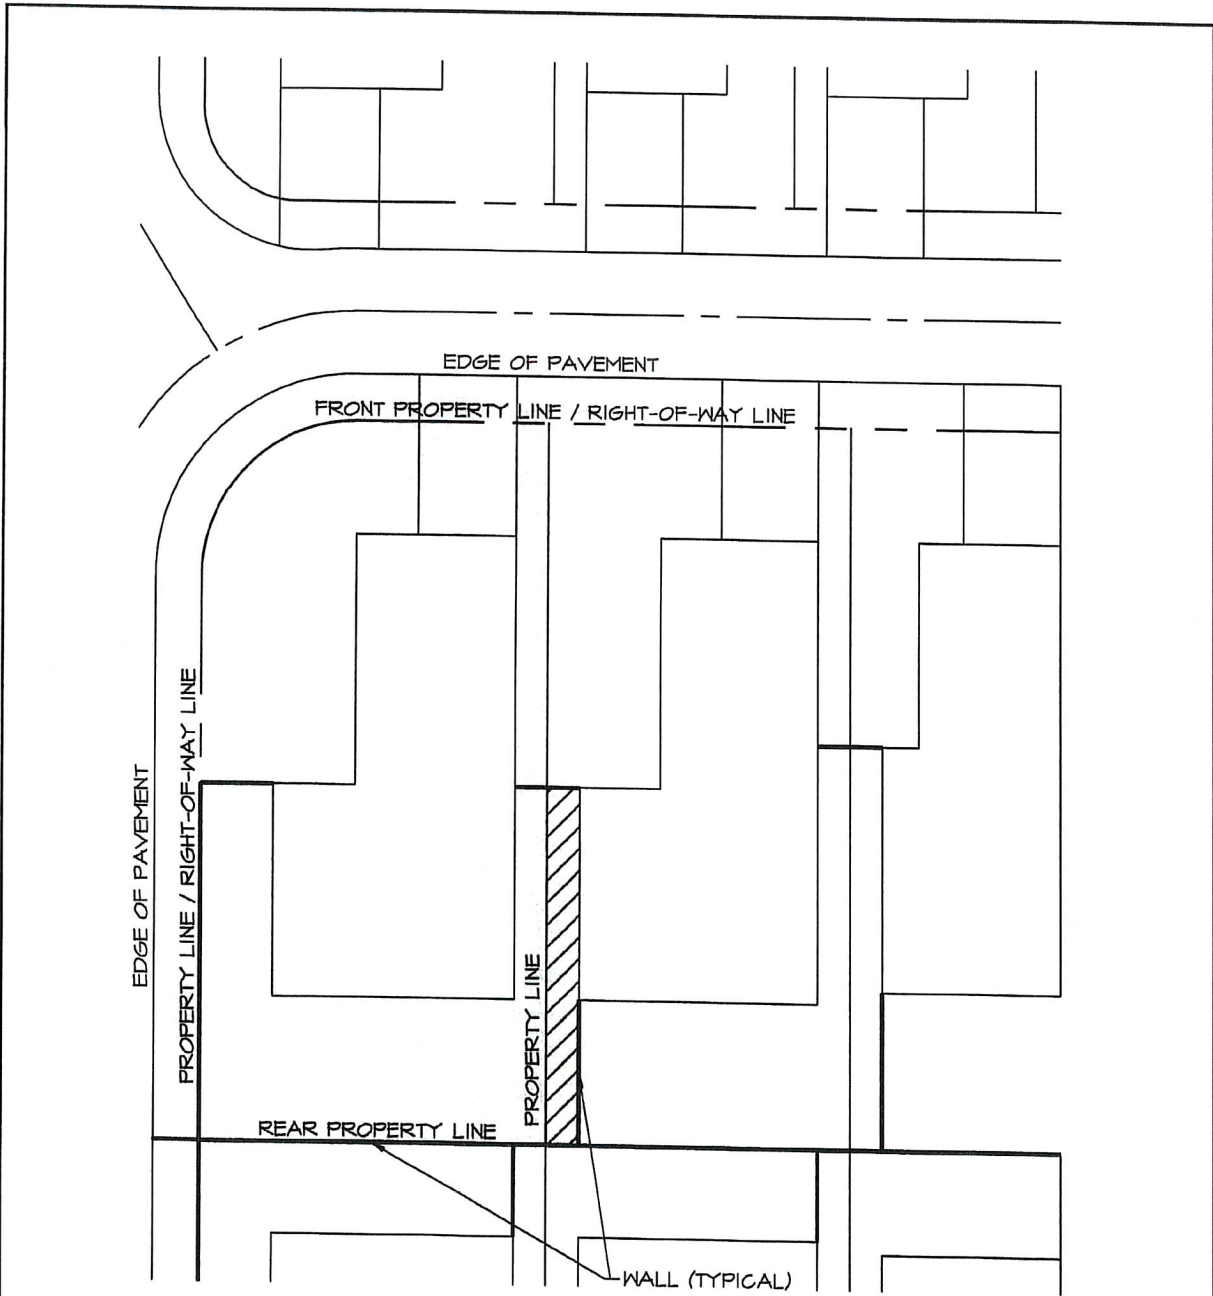 EDGE OF PAVEMENT
FRONT PROPERTY LINE / RIGHT-OF-WAY LINE
EDGE OF PAVEMENT
PROPERTY LINE / RIGHT-OF-WAY LINE
PROPERTY LINE
REAR PROPERTY LINE
WALL (TYPICAL)